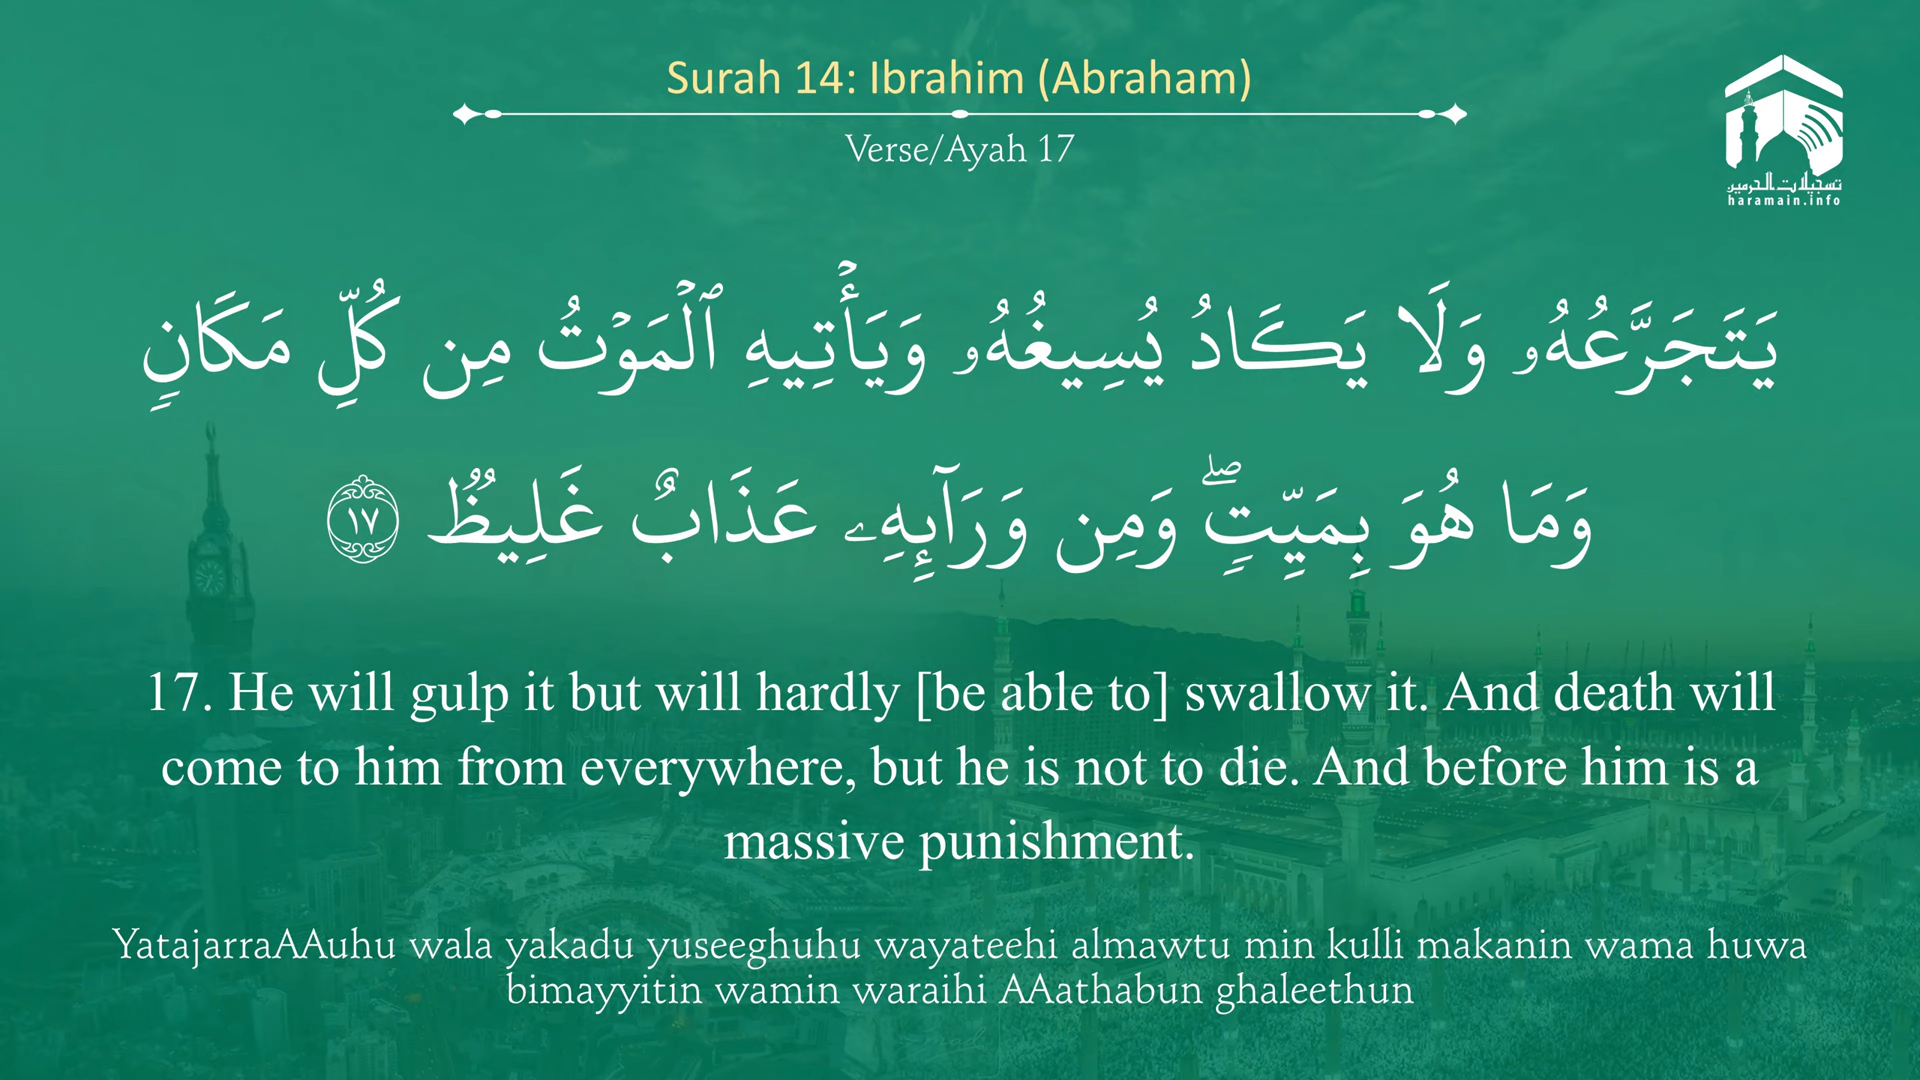 Surah 14: Ibrahim (Abraham)
Verse/Ayah 17
تسجيلات الحرمين
haramain.info
يَتَجَرَّعُهُۥ وَلَا يَكَادُ يُسِيغُهُۥ وَيَأۡتِيهِ ٱلۡمَوۡتُ مِن كُلِّ مَكَانٖ
وَمَا هُوَ بِمَيِّتٖۖ وَمِن وَرَآئِهِۦ عَذَابٌ غَلِيظٞ ١٧
17. He will gulp it but will hardly [be able to] swallow it. And death will
come to him from everywhere, but he is not to die. And before him is a
massive punishment.
YatajarraAAuhu wala yakadu yuseeghuhu wayateehi almawtu min kulli makanin wama huwa
bimayyitin wamin waraihi AAathabun ghaleethun